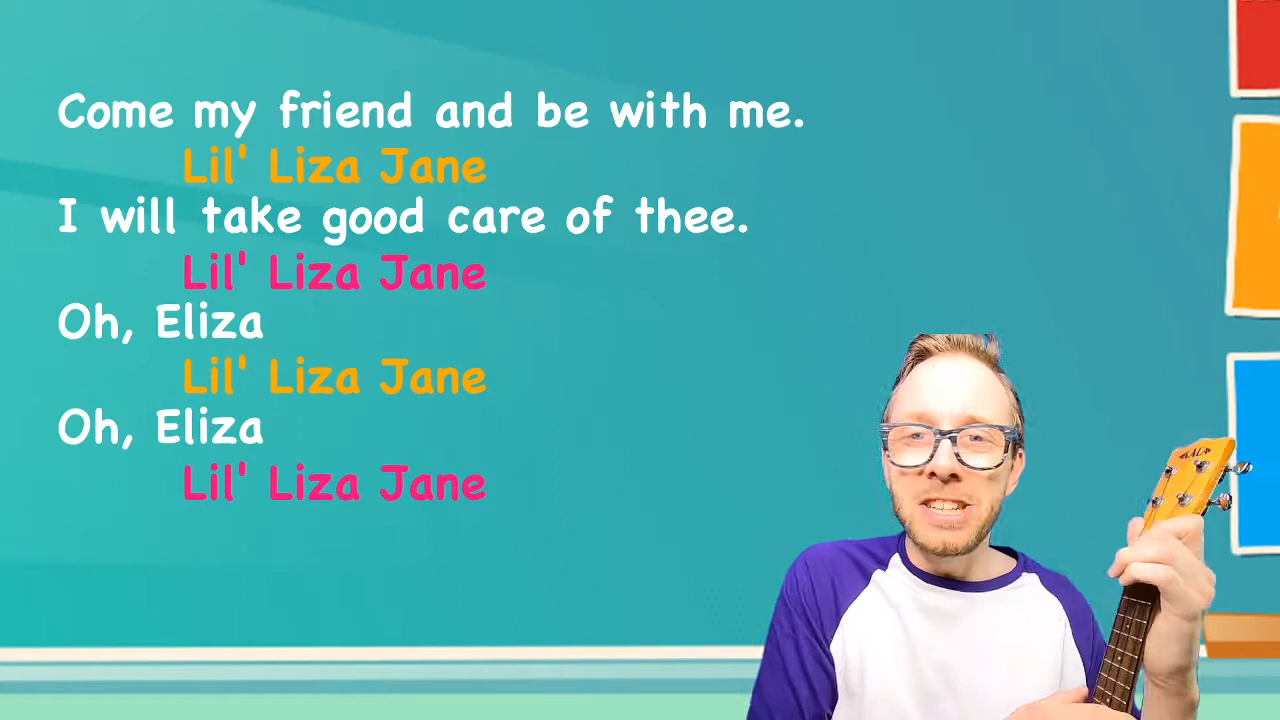 Come my friend and be with me.
Lil' Liza Jane
I will take good care of thee.
Lil' Liza Jane
Oh, Eliza
Lil' Liza Jane
Oh, Eliza
Lil' Liza Jane
KALA